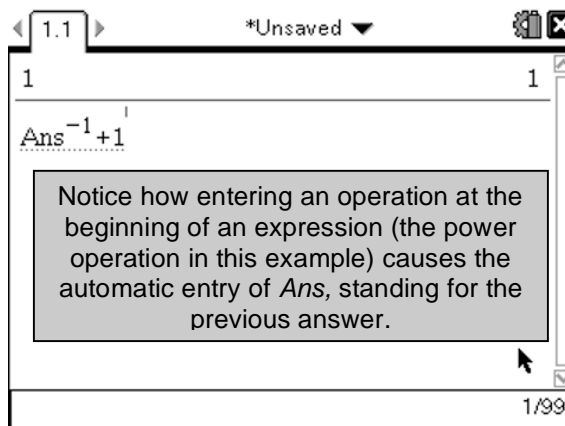 1.1 *Unsaved
1 1
Ans⁻¹+1
Notice how entering an operation at the
beginning of an expression (the power
operation in this example) causes the
automatic entry of Ans, standing for the
previous answer.
1/99